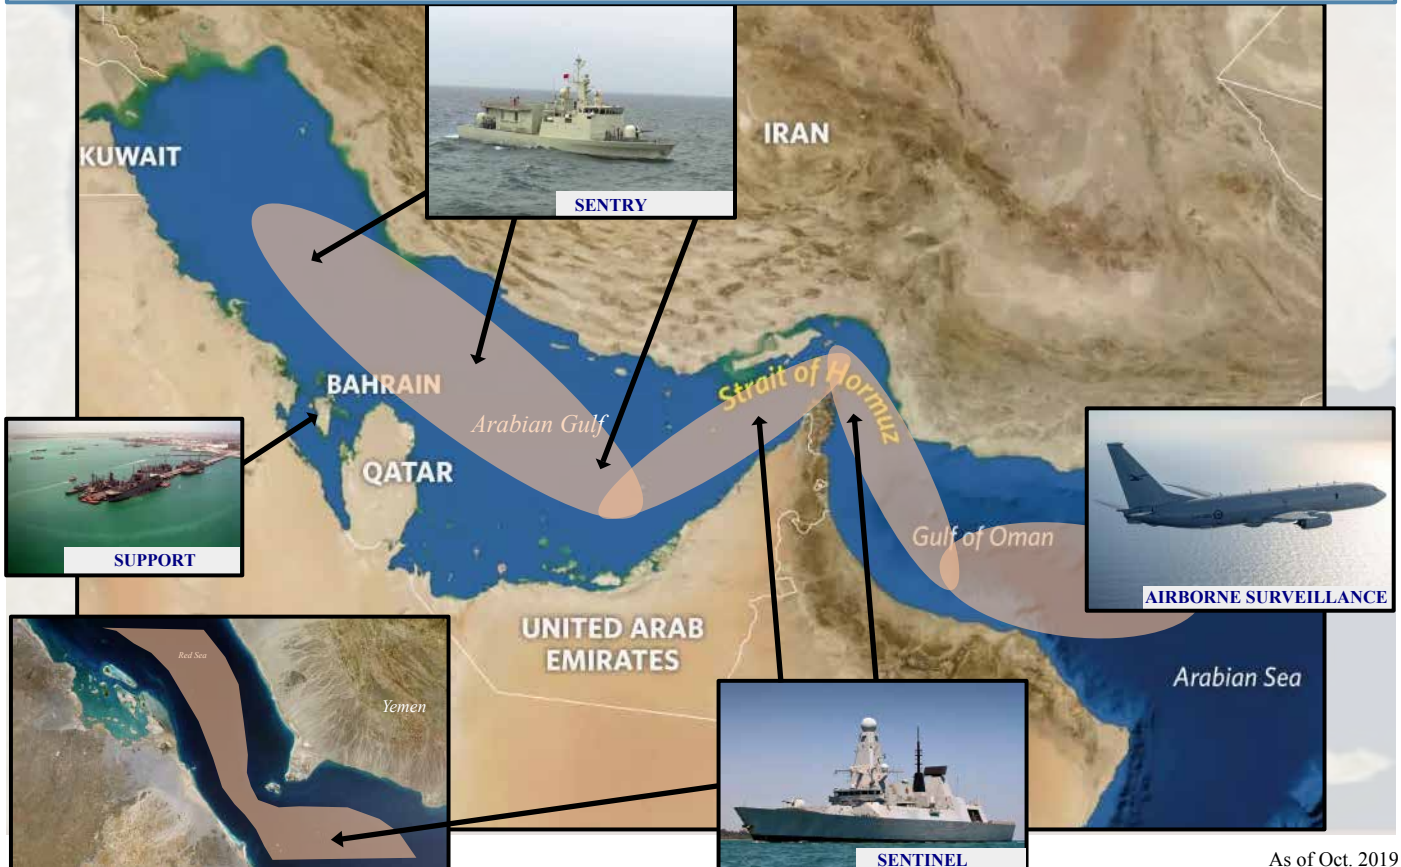 SENTRY
IRAN
KUWAIT
BAHRAIN
Strait of Hormuz
Arabian Gulf
QATAR
SUPPORT
Gulf of Oman
AIRBORNE SURVEILLANCE
UNITED ARAB
EMIRATES
Red Sea
Yemen
Arabian Sea
SENTINEL
As of Oct. 2019